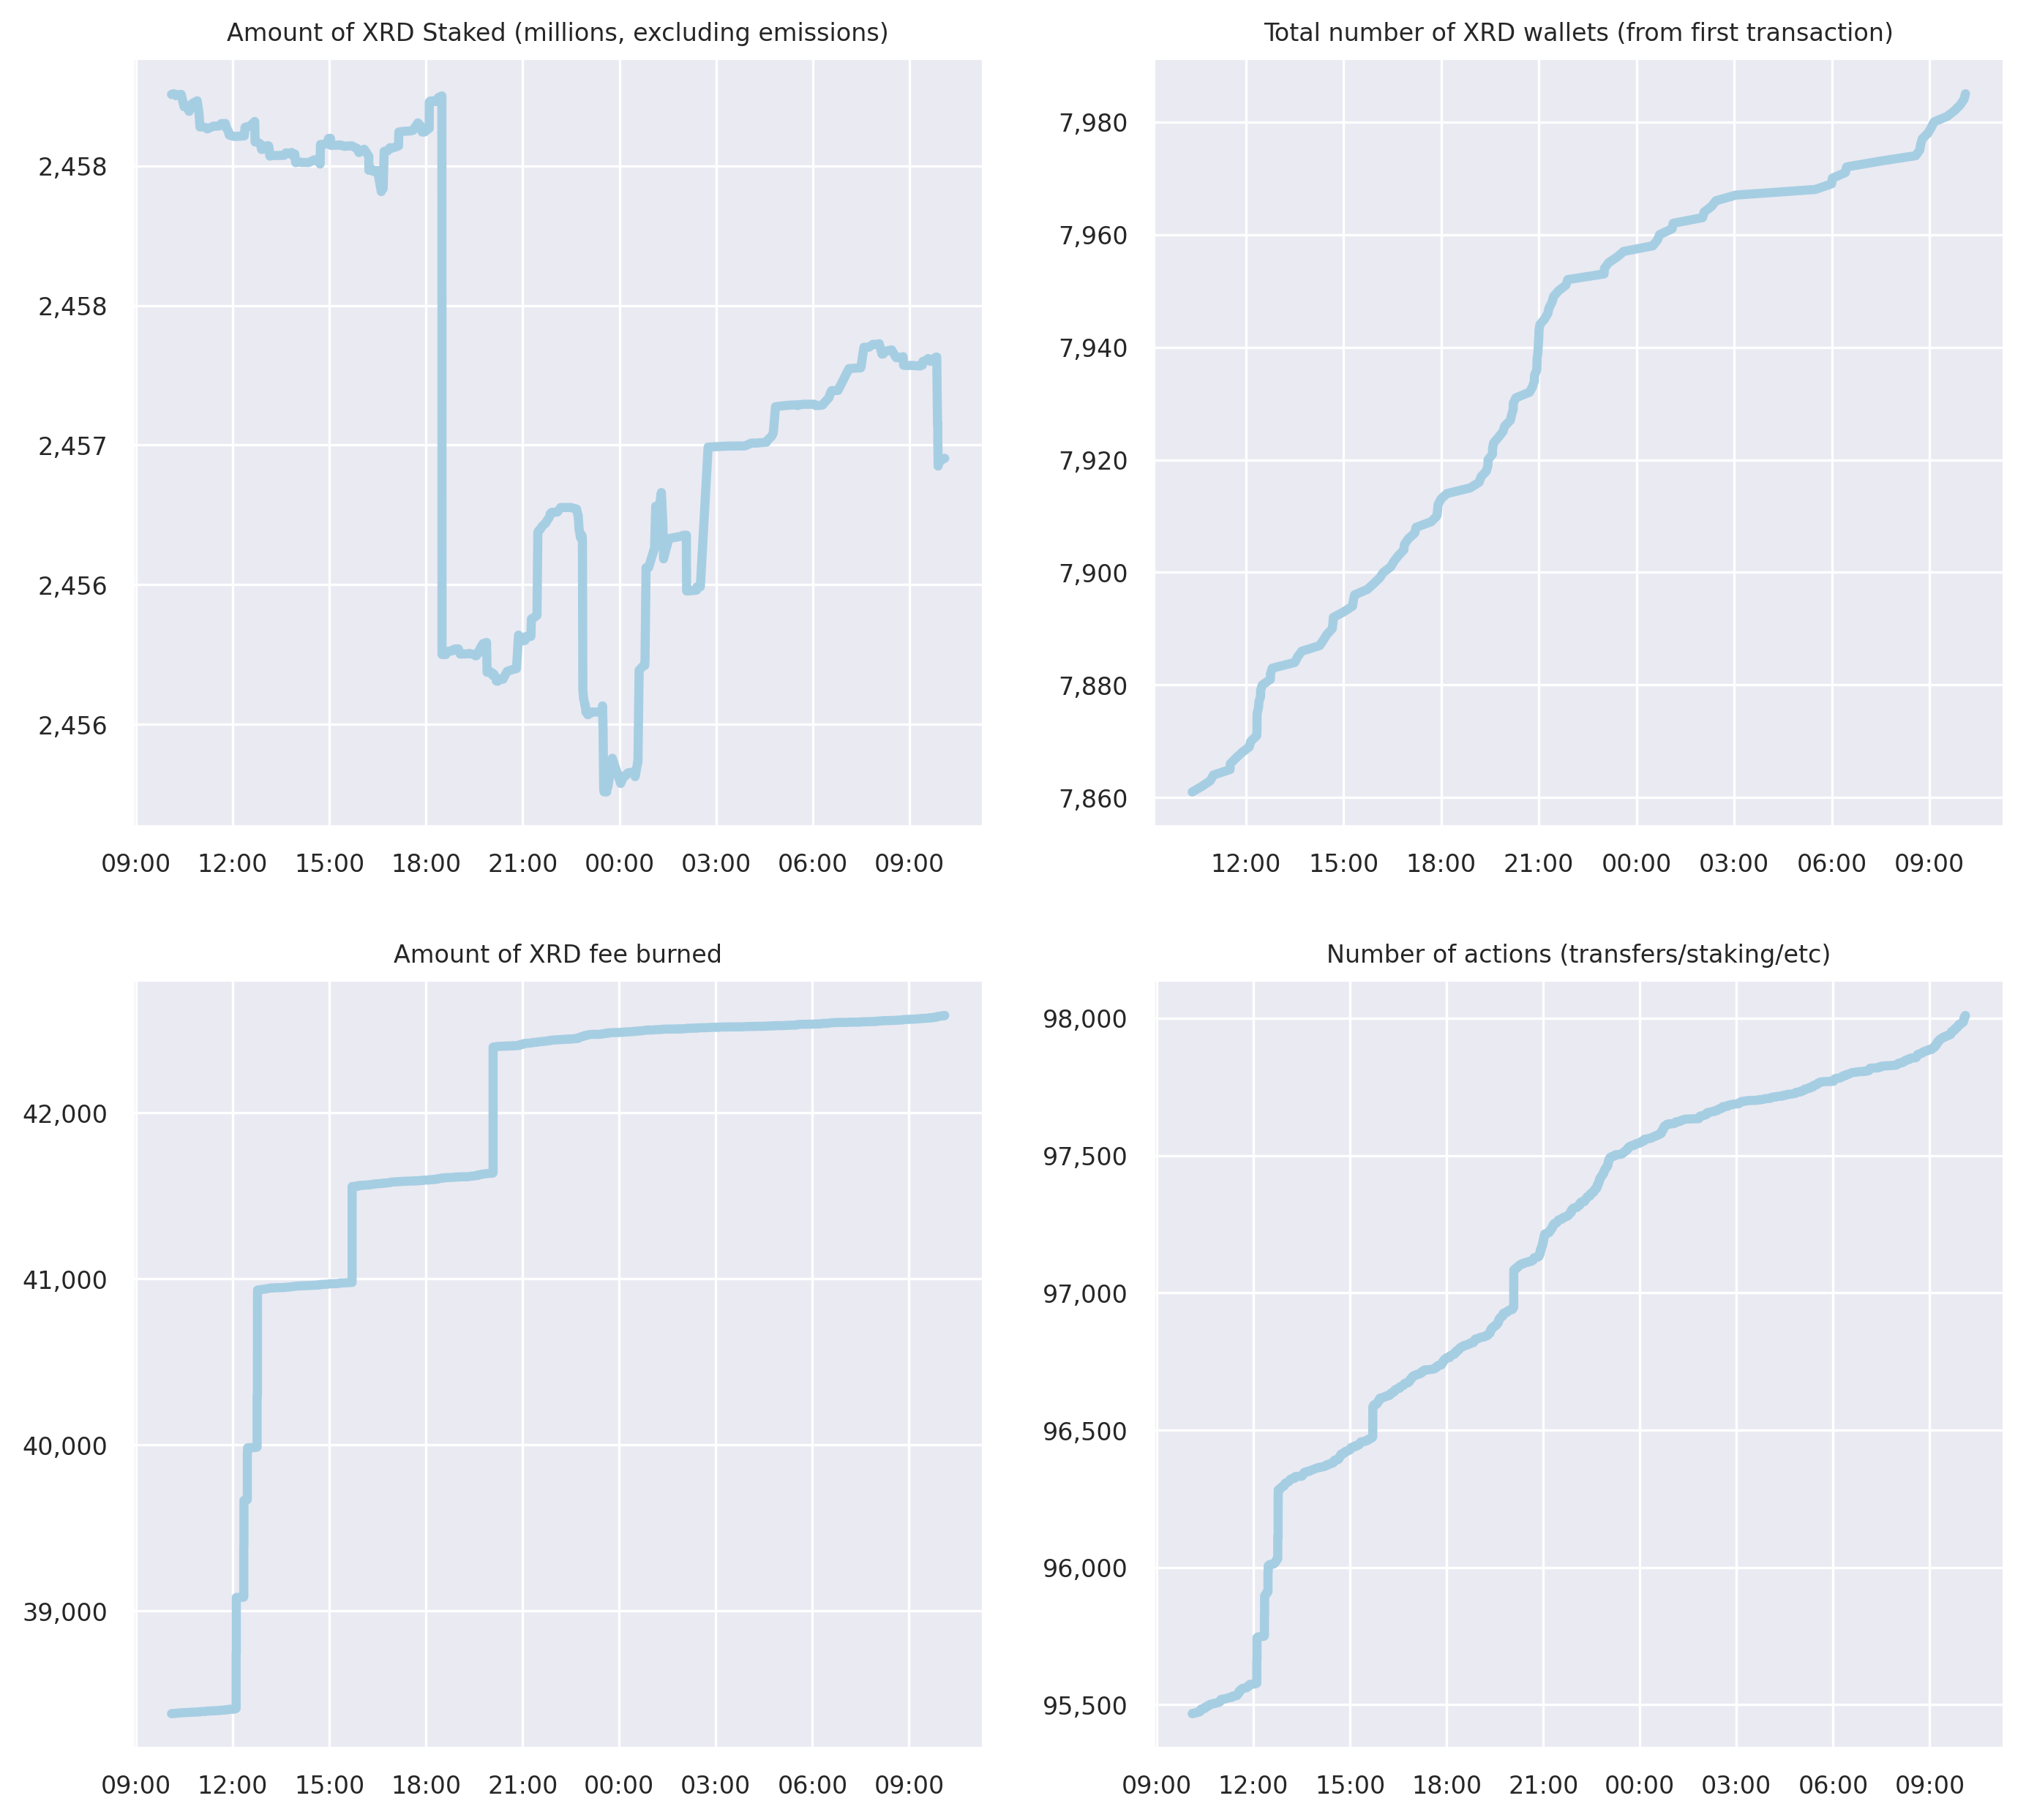 Amount of XRD Staked (millions, excluding emissions)
2,458
2,458
2,457
2,456
2,456
09:00 12:00 15:00 18:00 21:00 00:00 03:00 06:00 09:00
Total number of XRD wallets (from first transaction)
7,980
7,960
7,940
7,920
7,900
7,880
7,860
12:00 15:00 18:00 21:00 00:00 03:00 06:00 09:00
Amount of XRD fee burned
42,000
41,000
40,000
39,000
09:00 12:00 15:00 18:00 21:00 00:00 03:00 06:00 09:00
Number of actions (transfers/staking/etc)
98,000
97,500
97,000
96,500
96,000
95,500
09:00 12:00 15:00 18:00 21:00 00:00 03:00 06:00 09:00